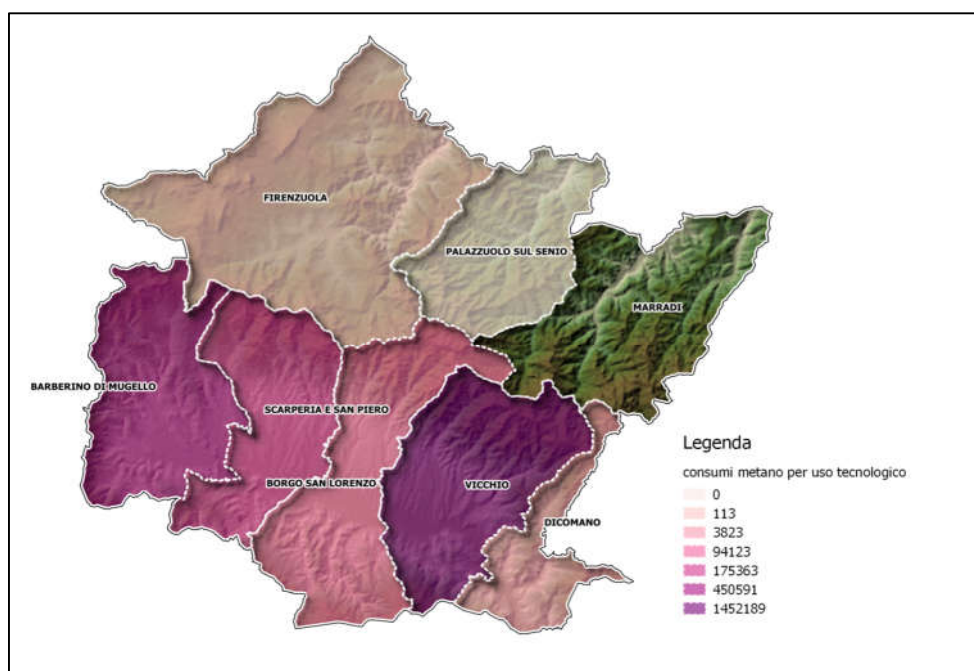 FIRENZUOLA
PALAZZUOLO SUL SENIO
MARRADI
BARBERINO DI MUGELLO
SCARPERIA E SAN PIERO
BORGO SAN LORENZO
VICCHIO
DICOMANO
Legenda
consumi metano per uso tecnologico
0
113
3823
94123
175363
450591
1452189